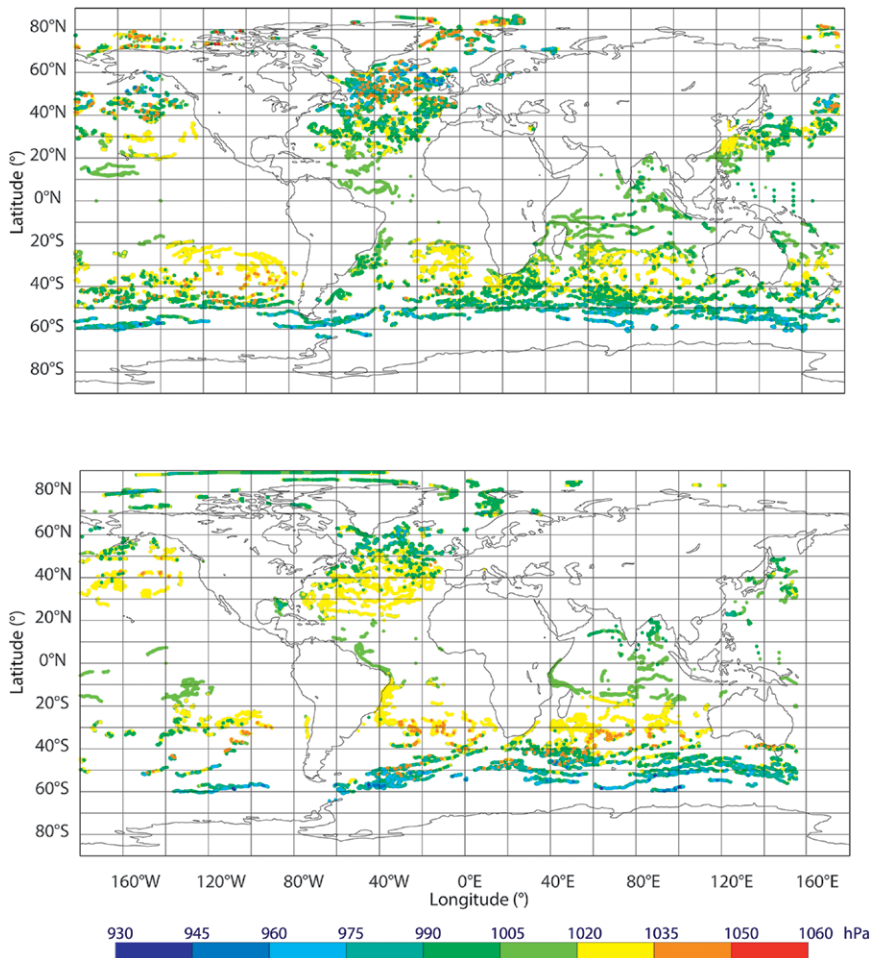 80°N
60°N
40°N
20°N
0°N
20°S
40°S
60°S
80°S
Latitude (°)
80°N
60°N
40°N
20°N
0°N
20°S
40°S
60°S
80°S
Latitude (°)
160°W 120°W 80°W 40°W 0°E 40°E 80°E 120°E 160°E
Longitude (°)
930 945 960 975 990 1005 1020 1035 1050 1060 hPa